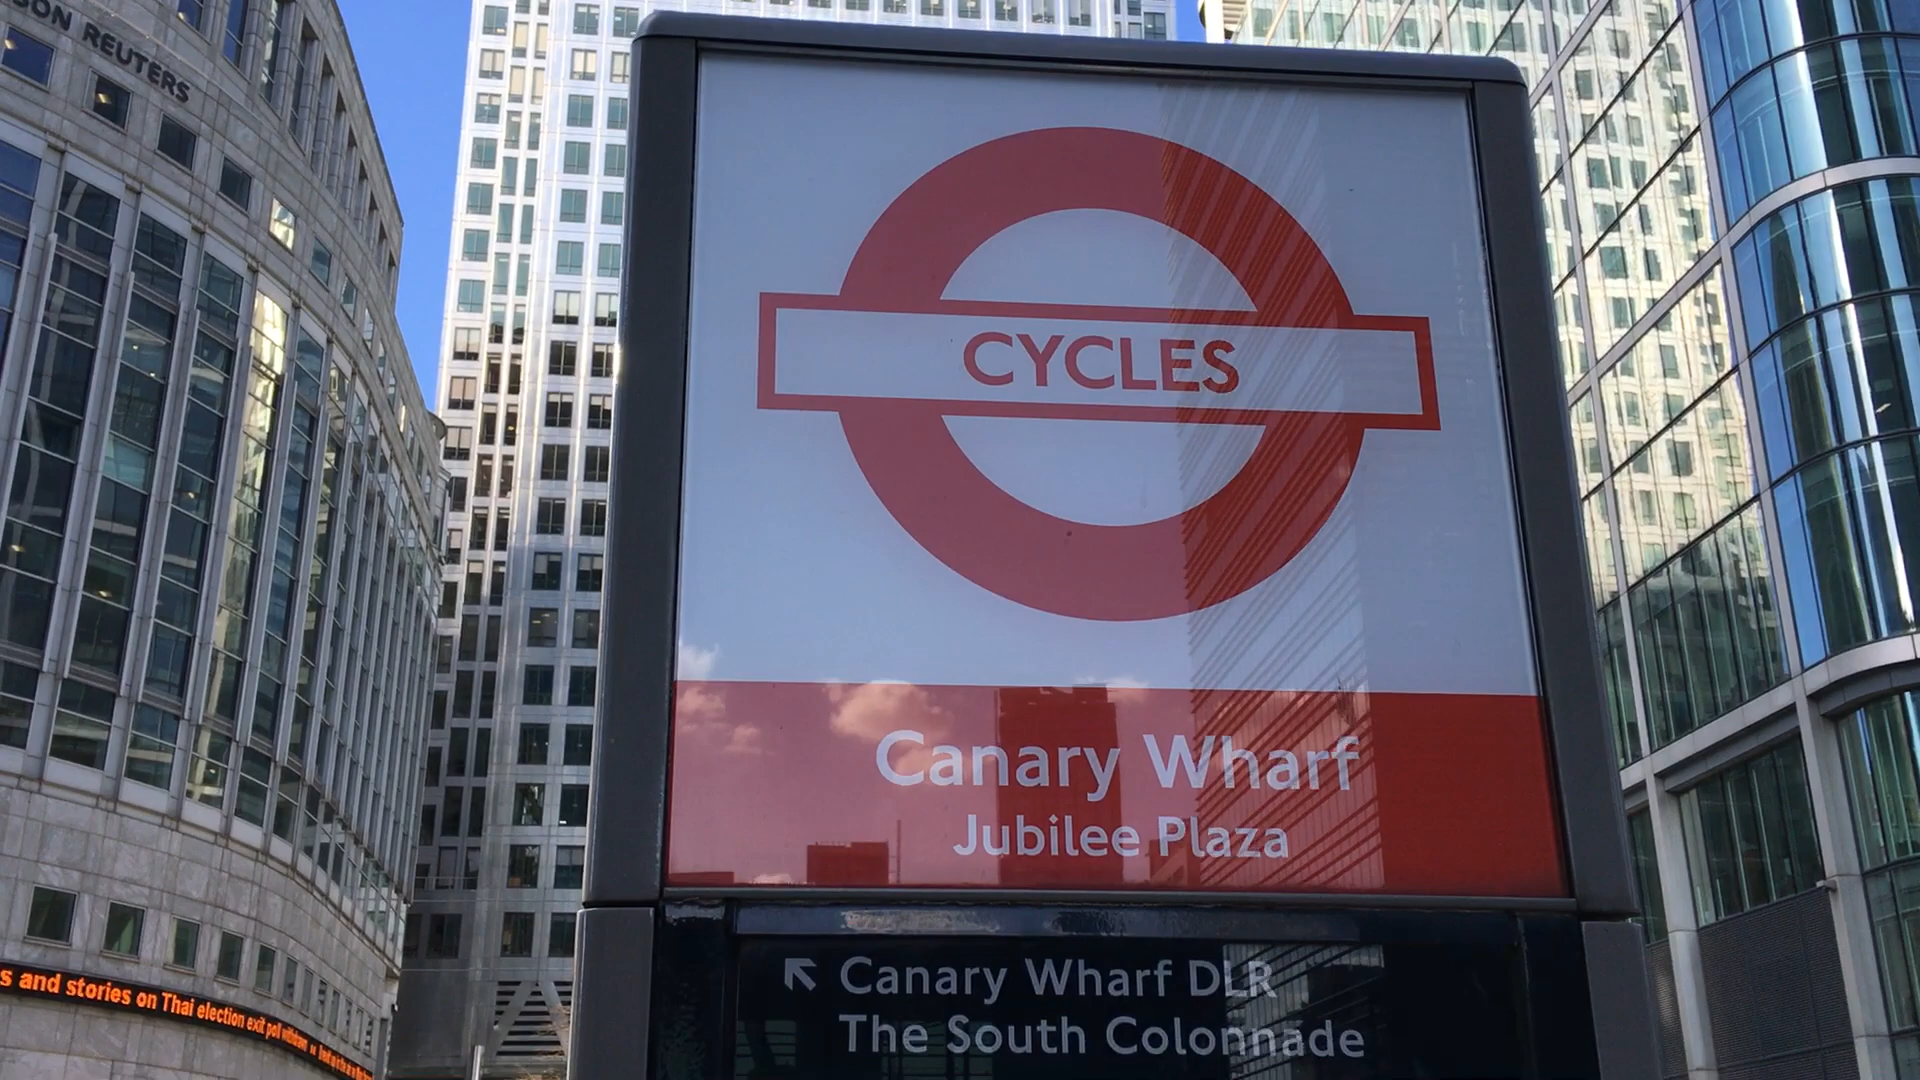 SON REUTERS
CYCLES
Canary Wharf
Jubilee Plaza
Canary Wharf DLR
The South Colonnade
s and stories on Thai election exit poll withdrawn